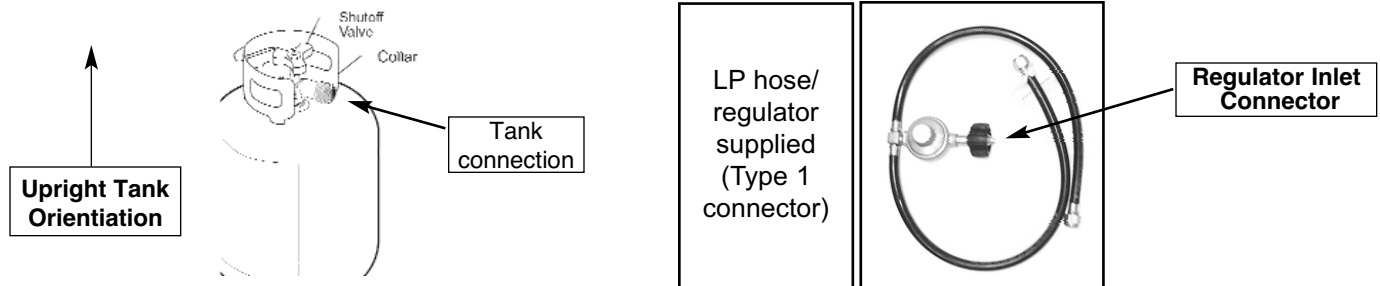 Shutoff
Valve
Collar
Tank
connection
Upright Tank
Orientiation
LP hose/
regulator
supplied
(Type 1
connector)
Regulator Inlet
Connector